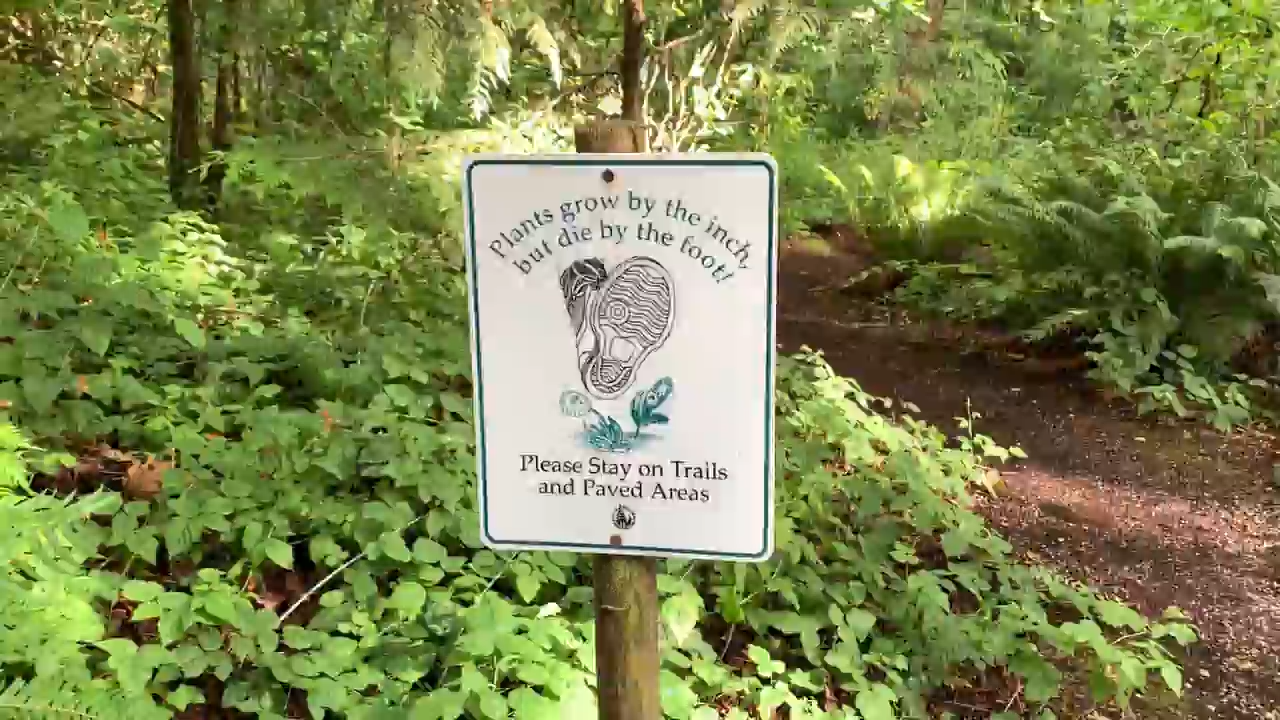 Plants grow by the inch,
but die by the foot!
Please Stay on Trails
and Paved Areas